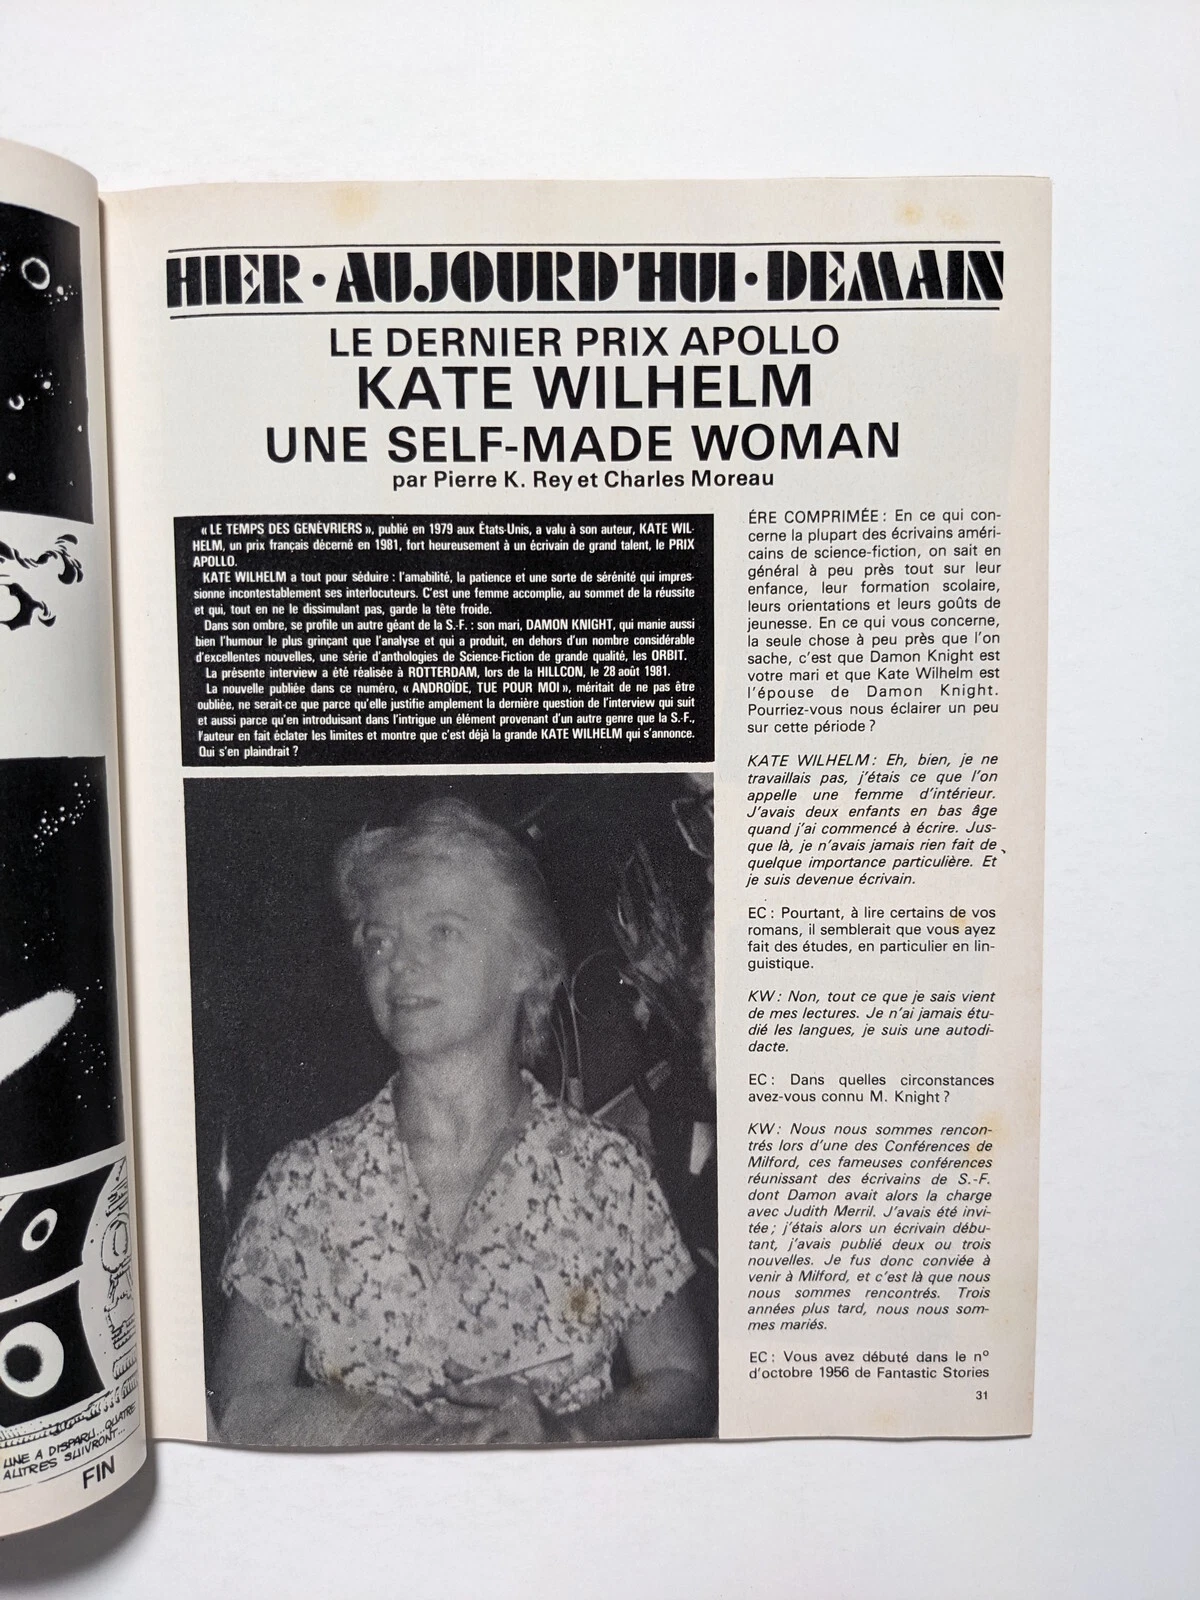 UNE A DISPARU... QUATRE
AUTRES SUIVRONT...
FIN
HIER • AUJOURD'HUI • DEMAIN
LE DERNIER PRIX APOLLO
KATE WILHELM
UNE SELF-MADE WOMAN
par Pierre K. Rey et Charles Moreau
« LE TEMPS DES GENÉVRIERS », publié en 1979 aux États-Unis, a valu à son auteur, KATE WIL-
HELM, un prix français décerné en 1981, fort heureusement à un écrivain de grand talent, le PRIX
APOLLO.
KATE WILHELM a tout pour séduire : l'amabilité, la patience et une sorte de sérénité qui impres-
sionne incontestablement ses interlocuteurs. C'est une femme accomplie, au sommet de la réussite
et qui, tout en ne le dissimulant pas, garde la tête froide.
Dans son ombre, se profile un autre géant de la S.-F. : son mari, DAMON KNIGHT, qui manie aussi
bien l'humour le plus grinçant que l'analyse et qui a produit, en dehors d'un nombre considérable
d'excellentes nouvelles, une série d'anthologies de Science-Fiction de grande qualité, les ORBIT.
La présente interview a été réalisée à ROTTERDAM, lors de la HILLCON, le 28 août 1981.
La nouvelle publiée dans ce numéro, « ANDROÏDE, TUE POUR MOI », méritait de ne pas être
oubliée, ne serait-ce que parce qu'elle justifie amplement la dernière question de l'interview qui suit
et aussi parce qu'en introduisant dans l'intrigue un élément provenant d'un autre genre que la S.-F.,
l'auteur en fait éclater les limites et montre que c'est déjà la grande KATE WILHELM qui s'annonce.
Qui s'en plaindrait ?
ÈRE COMPRIMÉE : En ce qui con-
cerne la plupart des écrivains améri-
cains de science-fiction, on sait en
général à peu près tout sur leur
enfance, leur formation scolaire,
leurs orientations et leurs goûts de
jeunesse. En ce qui vous concerne,
la seule chose à peu près que l'on
sache, c'est que Damon Knight est
votre mari et que Kate Wilhelm est
l'épouse de Damon Knight.
Pourriez-vous nous éclairer un peu
sur cette période ?
KATE WILHELM : Eh, bien, je ne
travaillais pas, j'étais ce que l'on
appelle une femme d'intérieur.
J'avais deux enfants en bas âge
quand j'ai commencé à écrire. Jus-
que là, je n'avais jamais rien fait de
quelque importance particulière. Et
je suis devenue écrivain.
EC : Pourtant, à lire certains de vos
romans, il semblerait que vous ayez
fait des études, en particulier en lin-
guistique.
KW : Non, tout ce que je sais vient
de mes lectures. Je n'ai jamais étu-
dié les langues, je suis une autodi-
dacte.
EC : Dans quelles circonstances
avez-vous connu M. Knight ?
KW : Nous nous sommes rencon-
trés lors d'une des Conférences de
Milford, ces fameuses conférences
réunissant des écrivains de S.-F.
dont Damon avait alors la charge
avec Judith Merril. J'avais été invi-
tée ; j'étais alors un écrivain débu-
tant, j'avais publié deux ou trois
nouvelles. Je fus donc conviée à
venir à Milford, et c'est là que nous
nous sommes rencontrés. Trois
années plus tard, nous nous som-
mes mariés.
EC : Vous avez débuté dans le n°
d'octobre 1956 de Fantastic Stories
31